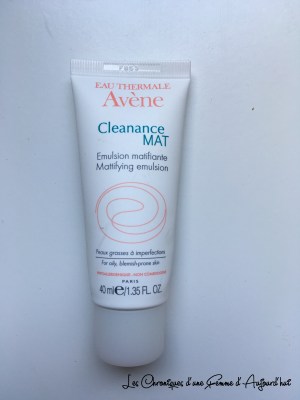 EAU THERMALE
Avène
Cleanance
MAT
Emulsion matifiante
Mattifying emulsion
Peaux grasses à imperfections
For oily, blemish-prone skin
PARIS
40 ml e/1.35 FL. OZ.
Les Chroniques d'une Femme d'Aujourd'hui